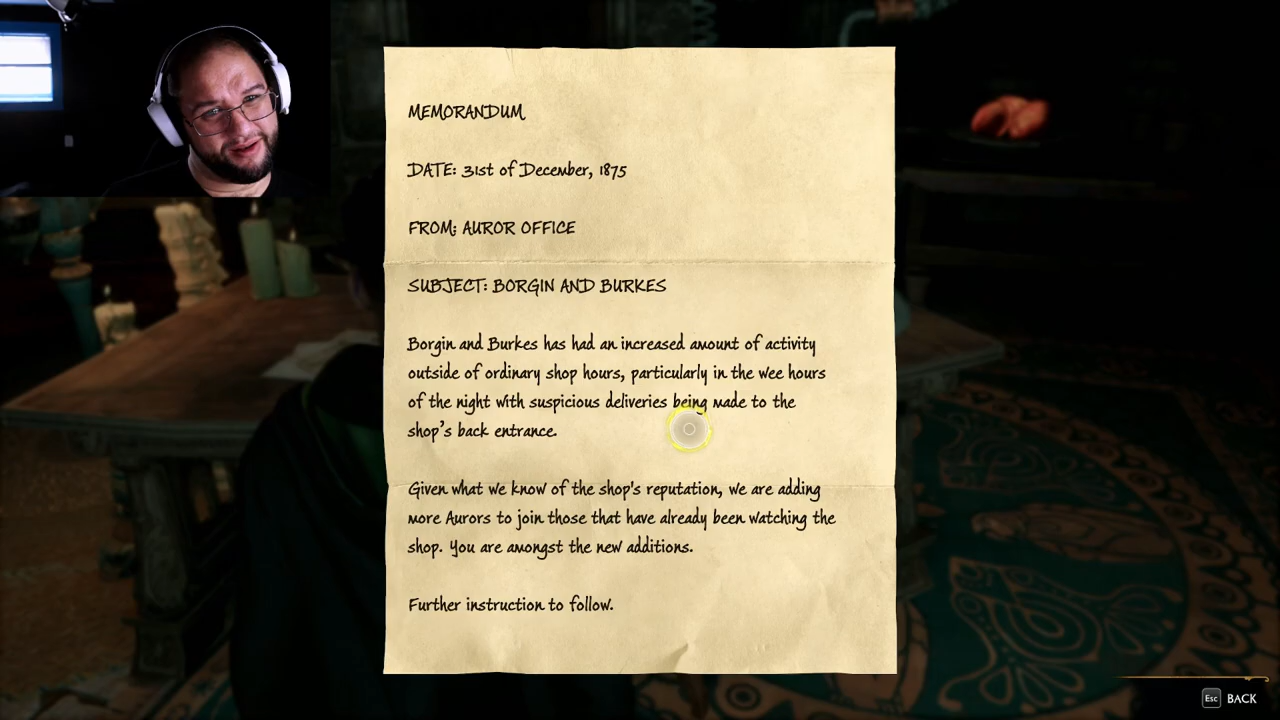 MEMORANDUM
DATE: 31st of December, 1875
FROM: AUROR OFFICE
SUBJECT: BORGIN AND BURKES
Borgin and Burkes has had an increased amount of activity
outside of ordinary shop hours, particularly in the wee hours
of the night with suspicious deliveries being made to the
shop's back entrance.
Given what we know of the shop's reputation, we are adding
more Aurors to join those that have already been watching the
shop. You are amongst the new additions.
Further instruction to follow.
Esc BACK